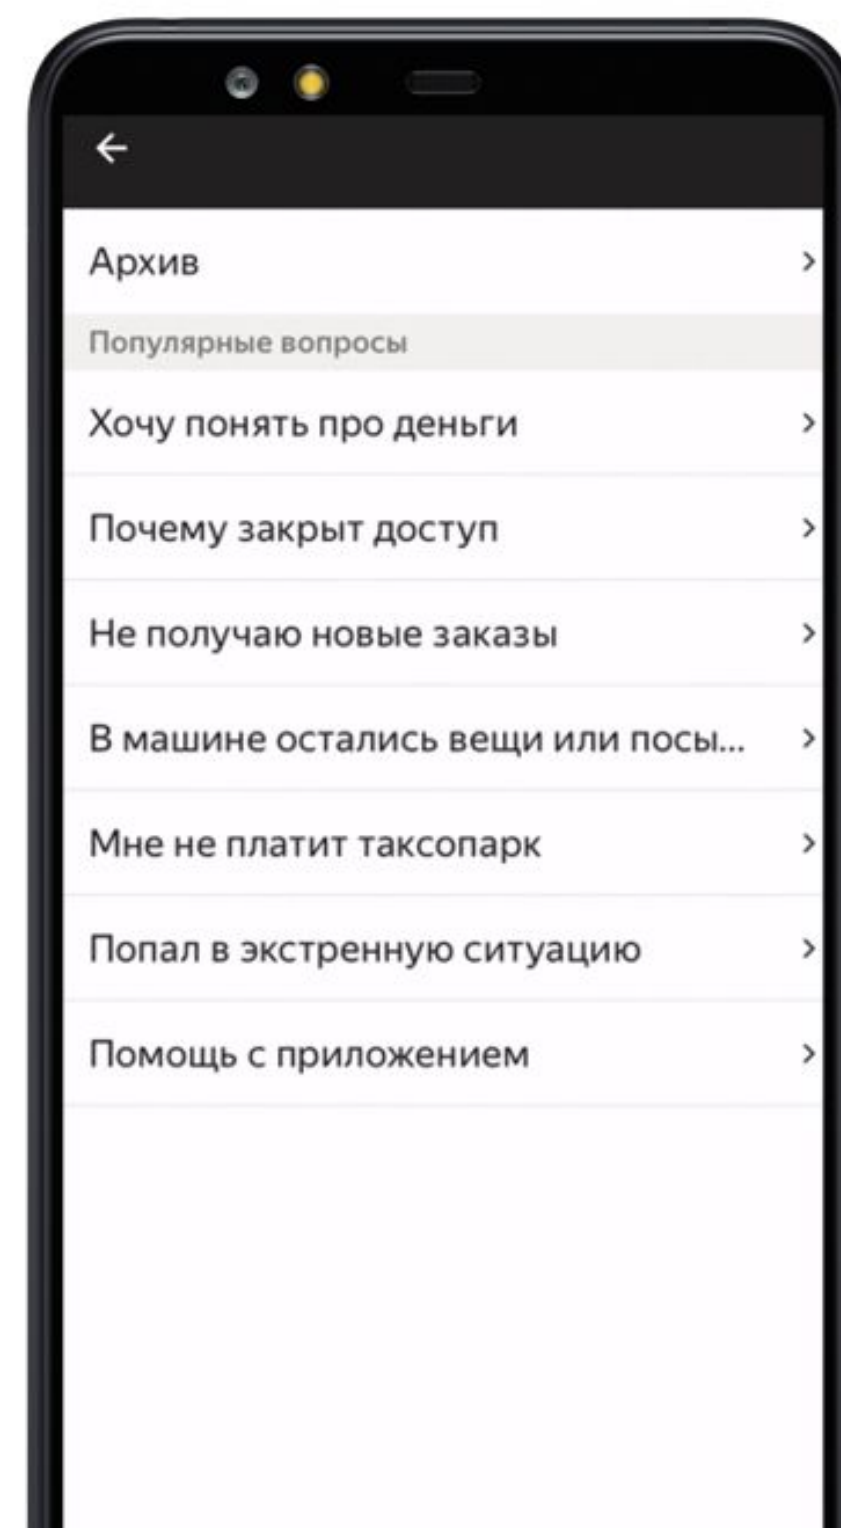 Архив
Популярные вопросы
Хочу понять про деньги
Почему закрыт доступ
Не получаю новые заказы
В машине остались вещи или посы...
Мне не платит таксопарк
Попал в экстренную ситуацию
Помощь с приложением